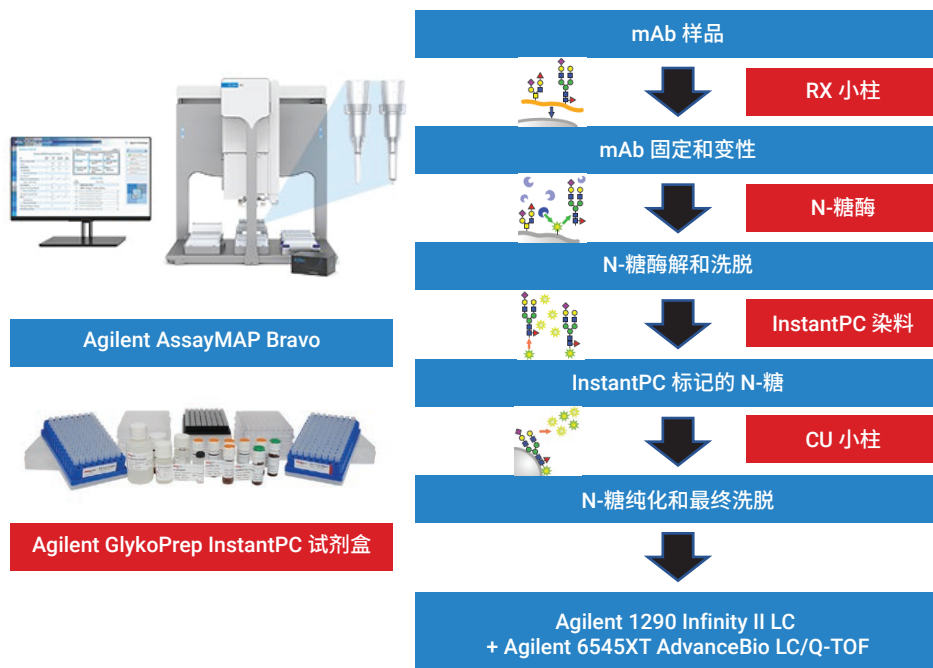 Agilent AssayMAP Bravo
Agilent GlykoPrep InstantPC 试剂盒
mAb 样品
RX 小柱
mAb 固定和变性
N-糖酶
N-糖酶解和洗脱
InstantPC 染料
InstantPC 标记的 N-糖
CU 小柱
N-糖纯化和最终洗脱
Agilent 1290 Infinity II LC
+ Agilent 6545XT AdvanceBio LC/Q-TOF